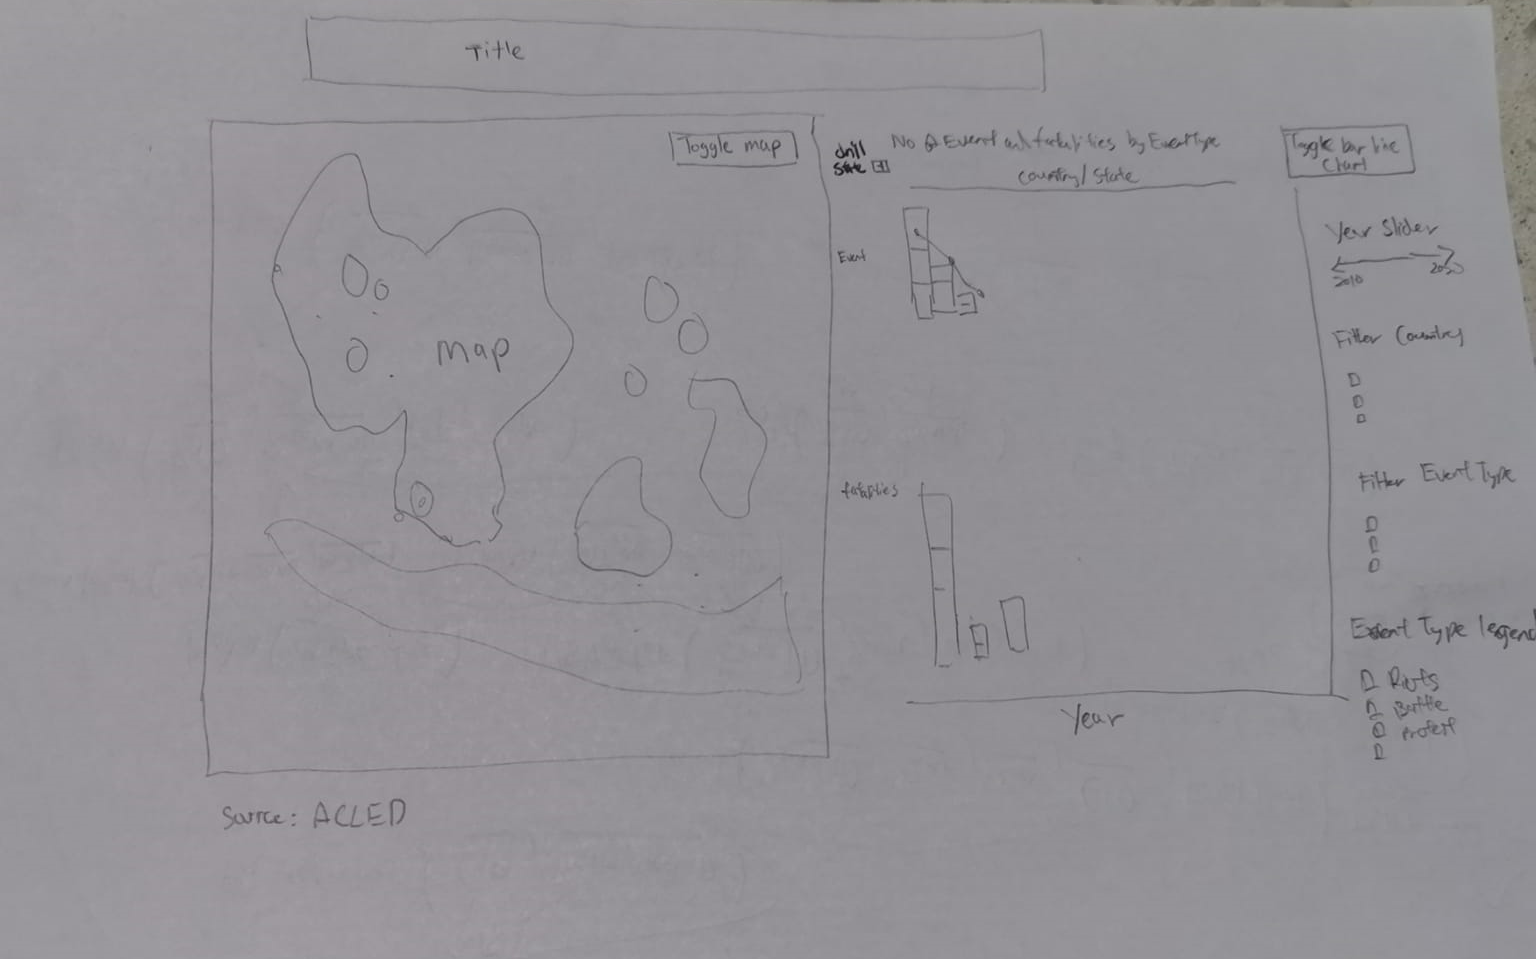 Title
Toggle map
drill
state +
No of Event and fatalities by EventType
Country/State
Toggle bar line
Chart
Event
Map
Year Slider
2010
Filter Country
Filter Event Type
fatalities
Event Type legend
Riots
Battle
Protest
Year
Source: ACLED